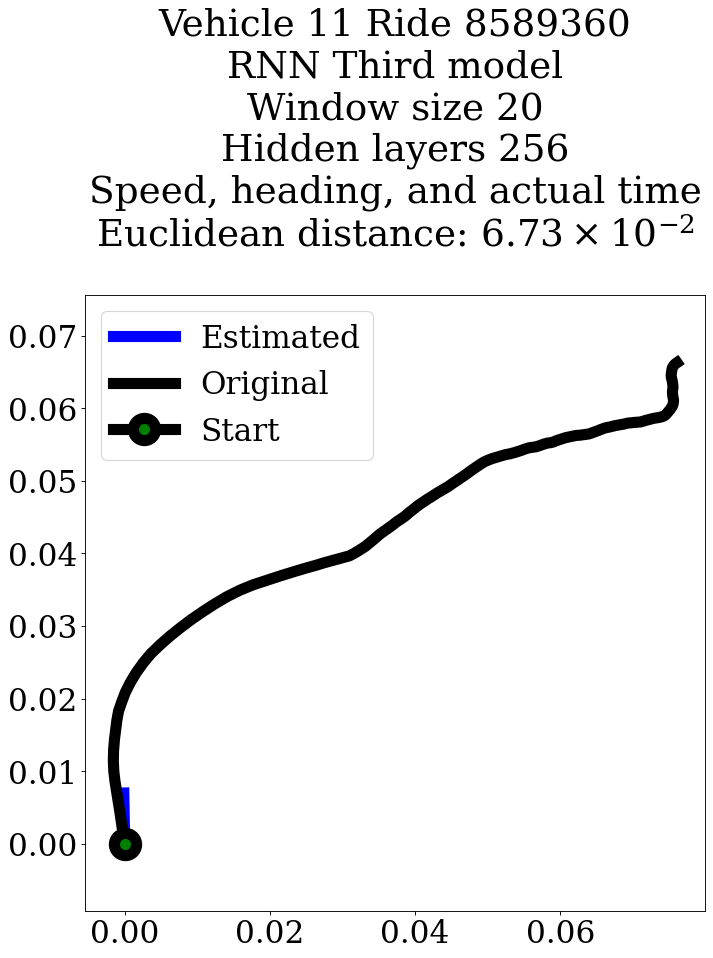 Vehicle 11 Ride 8589360
RNN Third model
Window size 20
Hidden layers 256
Speed, heading, and actual time
Euclidean distance: 6.73 × 10⁻²
Estimated
Original
Start
0.07
0.06
0.05
0.04
0.03
0.02
0.01
0.00
0.00 0.02 0.04 0.06